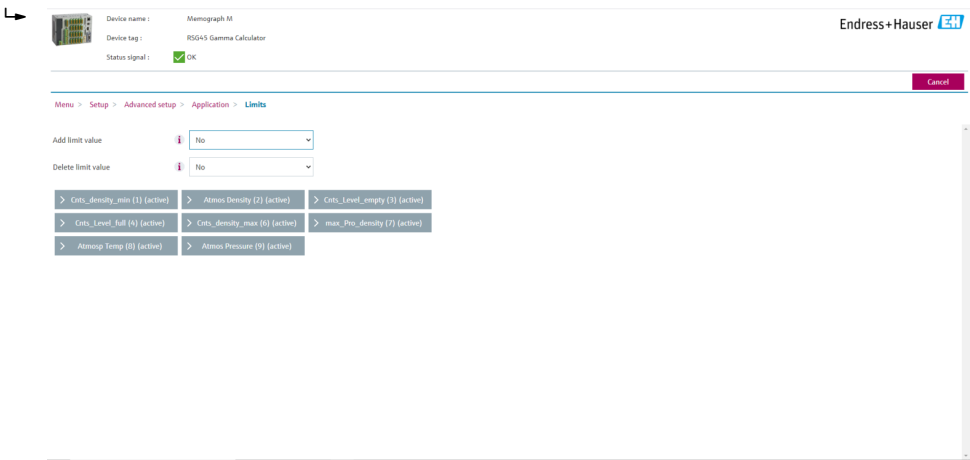 Device name : Memograph M
Device tag : RSG45 Gamma Calculator
Status signal : OK
Endress+Hauser EH
Cancel
Menu > Setup > Advanced setup > Application > Limits
Add limit value i No
Delete limit value i No
> Cnts_density_min (1) (active) > Atmos Density (2) (active) > Cnts_Level_empty (3) (active)
> Cnts_Level_full (4) (active) > Cnts_density_max (6) (active) > max_Pro_density (7) (active)
> Atmosp Temp (8) (active) > Atmos Pressure (9) (active)